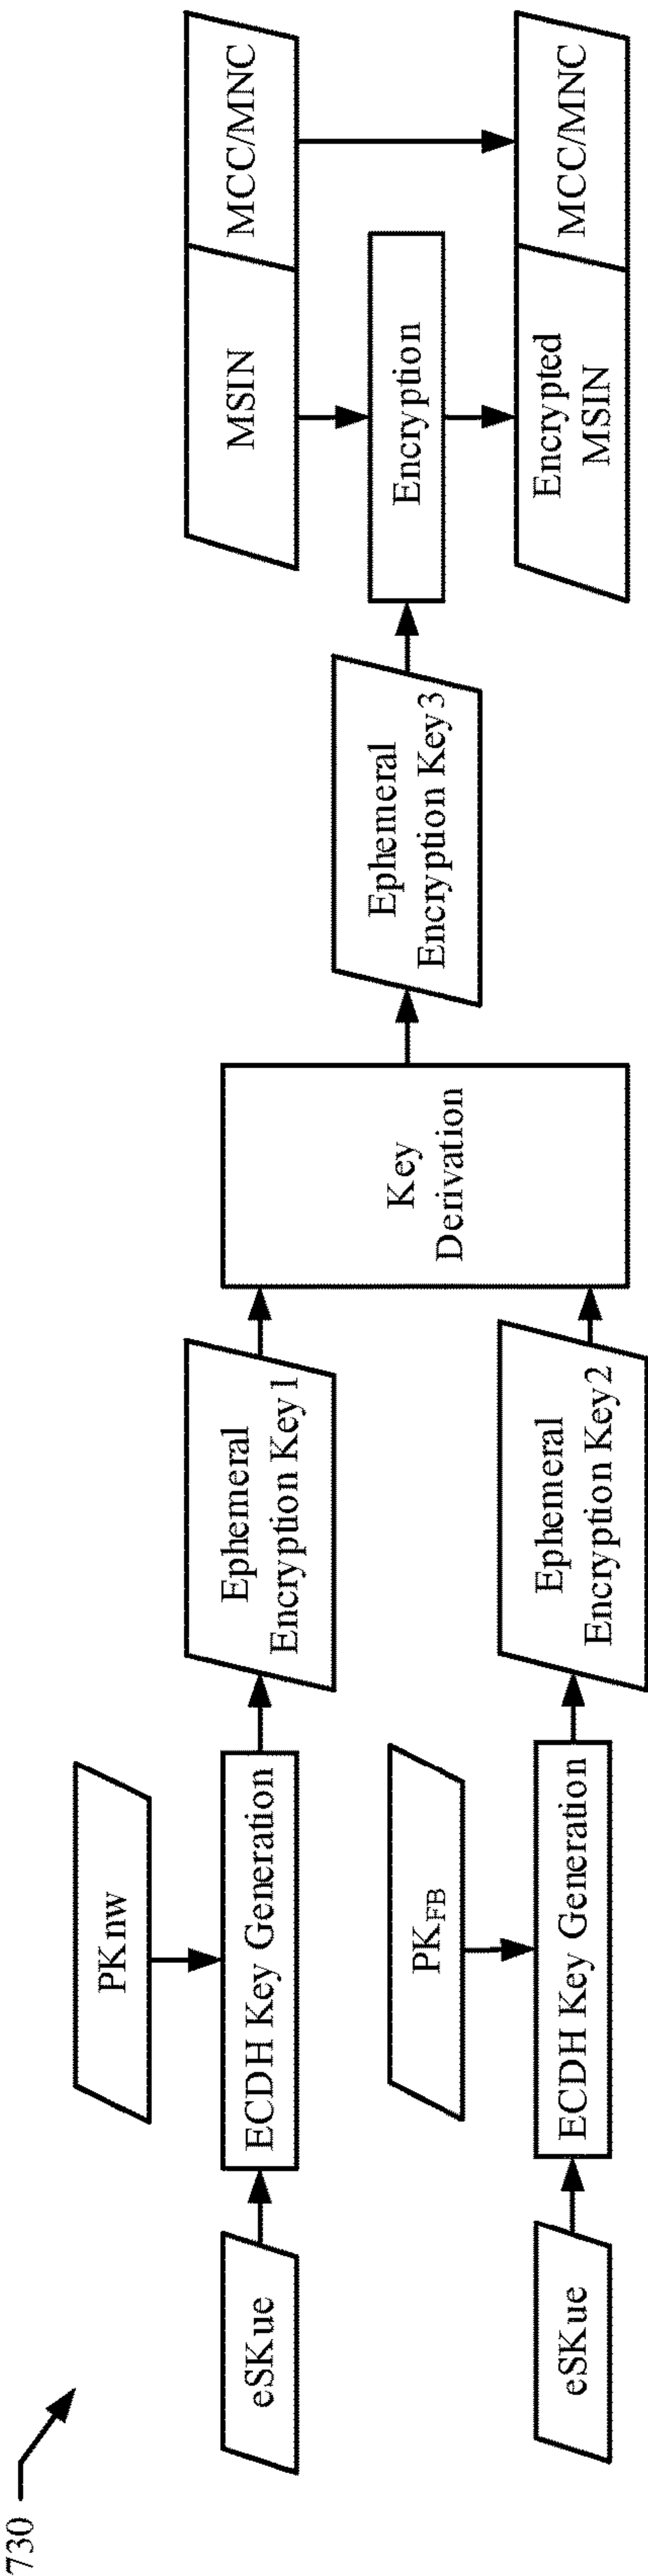 730
eSKue
PKnw
ECDH Key Generation
Ephemeral
Encryption Key1
eSKue
PKFB
ECDH Key Generation
Ephemeral
Encryption Key2
Key
Derivation
Ephemeral
Encryption Key3
MSIN
MCC/MNC
Encryption
Encrypted
MSIN
MCC/MNC